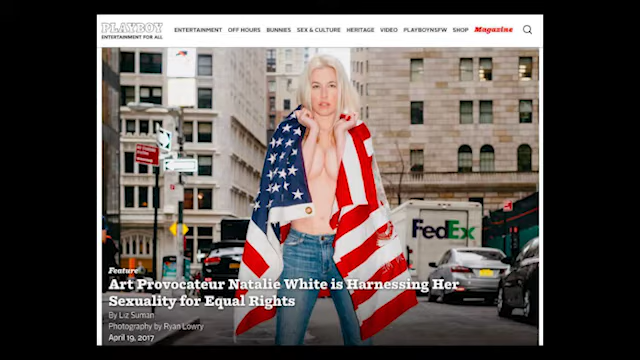 PLAYBOY
ENTERTAINMENT FOR ALL
ENTERTAINMENT OFF HOURS BUNNIES SEX & CULTURE HERITAGE VIDEO PLAYBOYNSFW SHOP Magazine
FedEx
Feature
Art Provocateur Natalie White is Harnessing Her
Sexuality for Equal Rights
By Liz Suman
Photography by Ryan Lowry
April 19, 2017